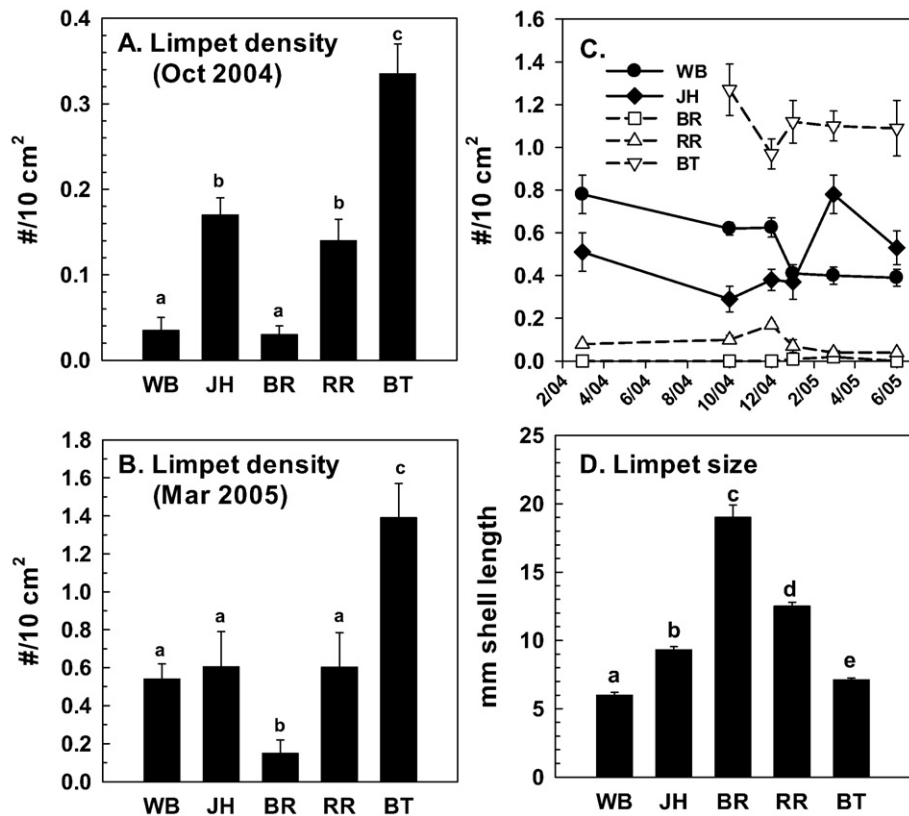 A. Limpet density
(Oct 2004)
#/10 cm²
0.4
0.3
0.2
0.1
0.0
a
b
a
b
c
WB JH BR RR BT
C.
WB
JH
BR
RR
BT
#/10 cm²
1.6
1.4
1.2
1.0
0.8
0.6
0.4
0.2
0.0
2/04 4/04 6/04 8/04 10/04 12/04 2/05 4/05 6/05
B. Limpet density
(Mar 2005)
#/10 cm²
1.8
1.6
1.4
1.2
1.0
0.8
0.6
0.4
0.2
0.0
a
a
b
a
c
WB JH BR RR BT
D. Limpet size
mm shell length
25
20
15
10
5
0
a
b
c
d
e
WB JH BR RR BT